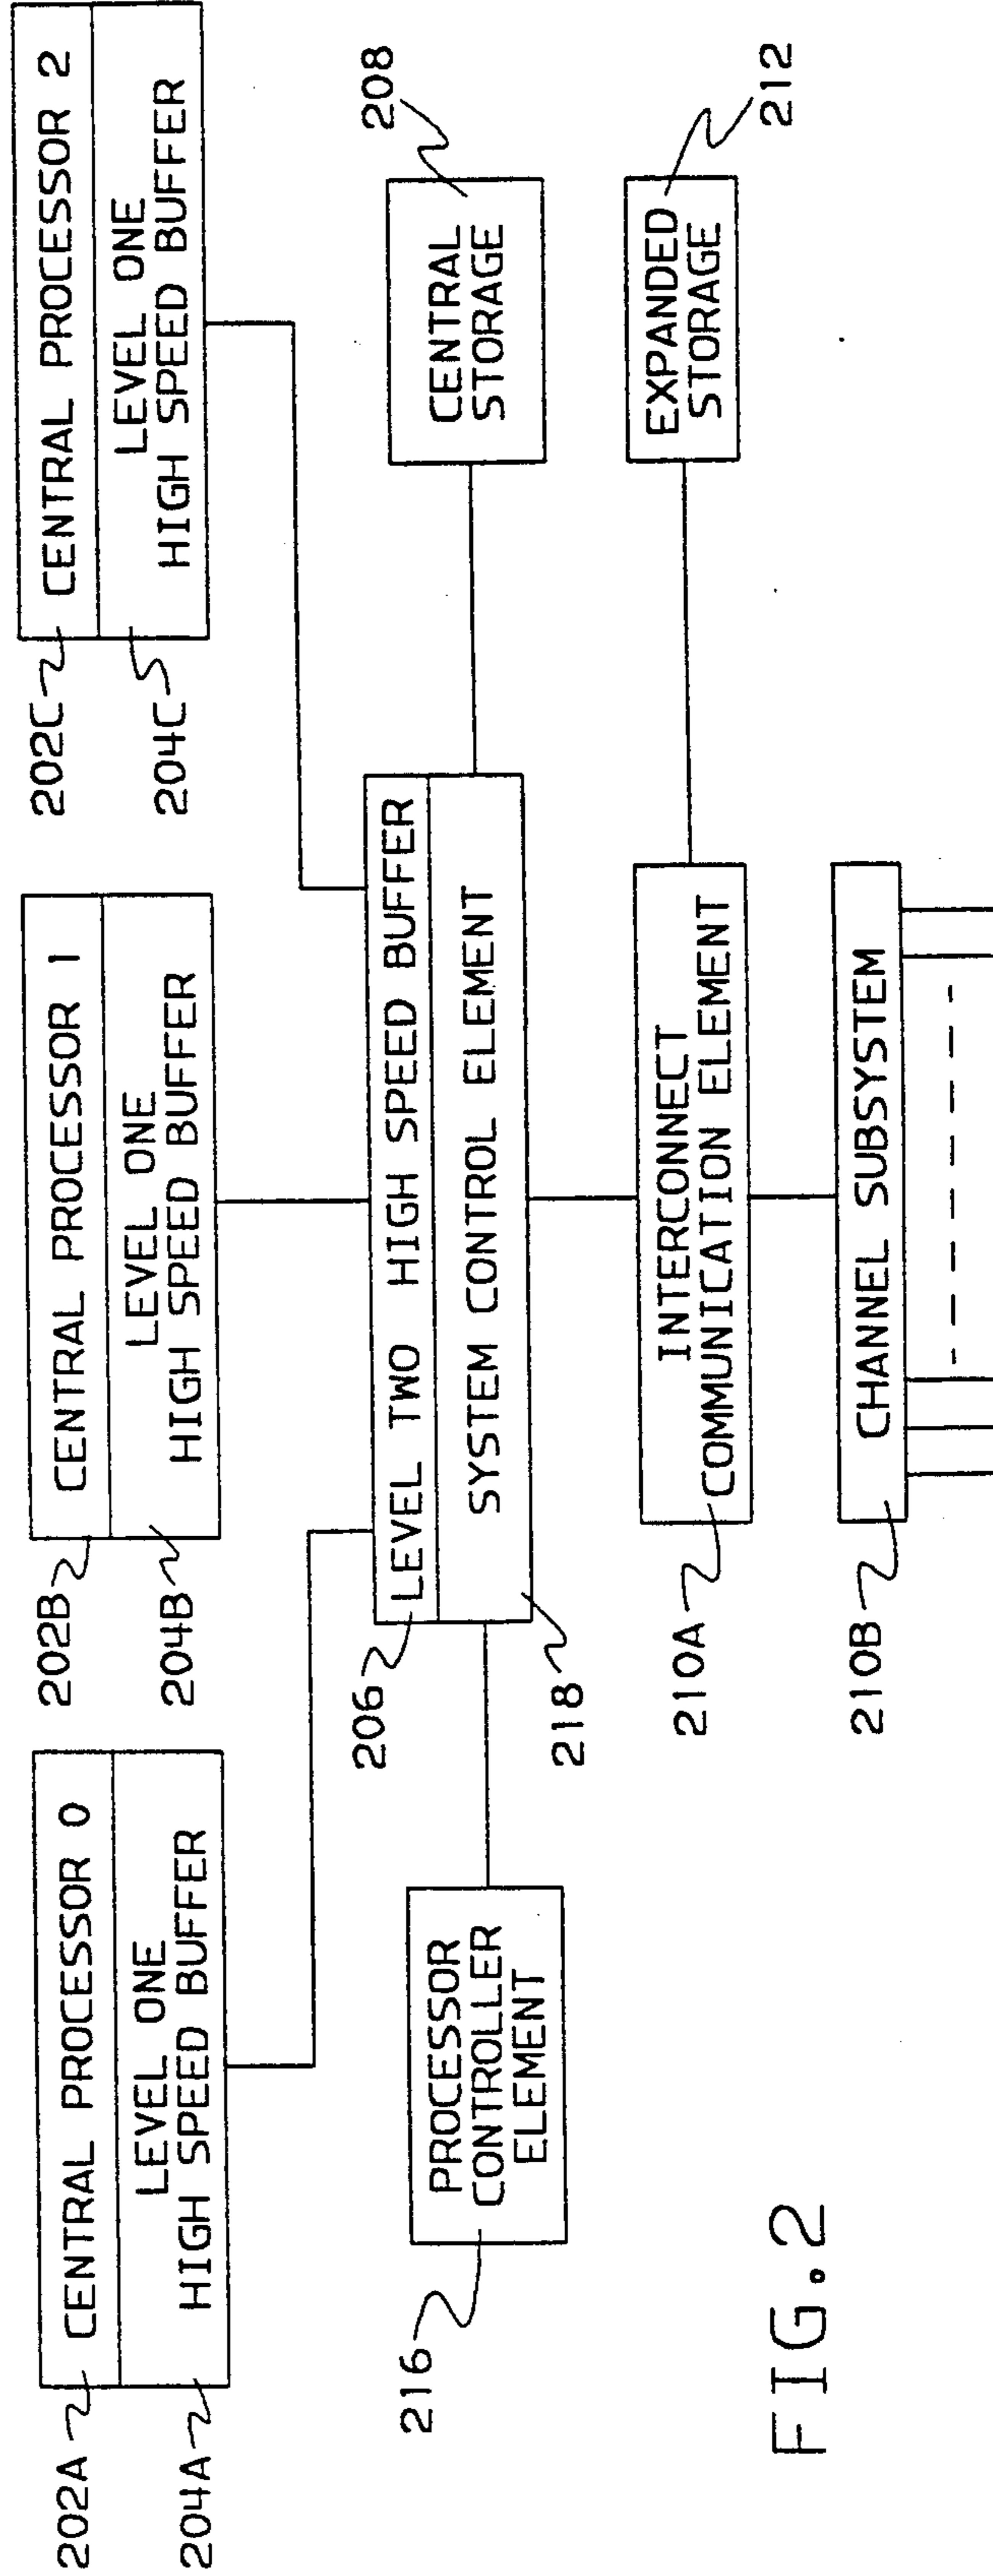 202A
CENTRAL PROCESSOR 0
204A
LEVEL ONE
HIGH SPEED BUFFER
202B
CENTRAL PROCESSOR 1
204B
LEVEL ONE
HIGH SPEED BUFFER
202C
CENTRAL PROCESSOR 2
204C
LEVEL ONE
HIGH SPEED BUFFER
206
LEVEL TWO HIGH SPEED BUFFER
218
SYSTEM CONTROL ELEMENT
216
PROCESSOR
CONTROLLER
ELEMENT
CENTRAL
STORAGE
208
210A
INTERCONNECT
COMMUNICATION ELEMENT
EXPANDED
STORAGE
212
210B
CHANNEL SUBSYSTEM
FIG.2